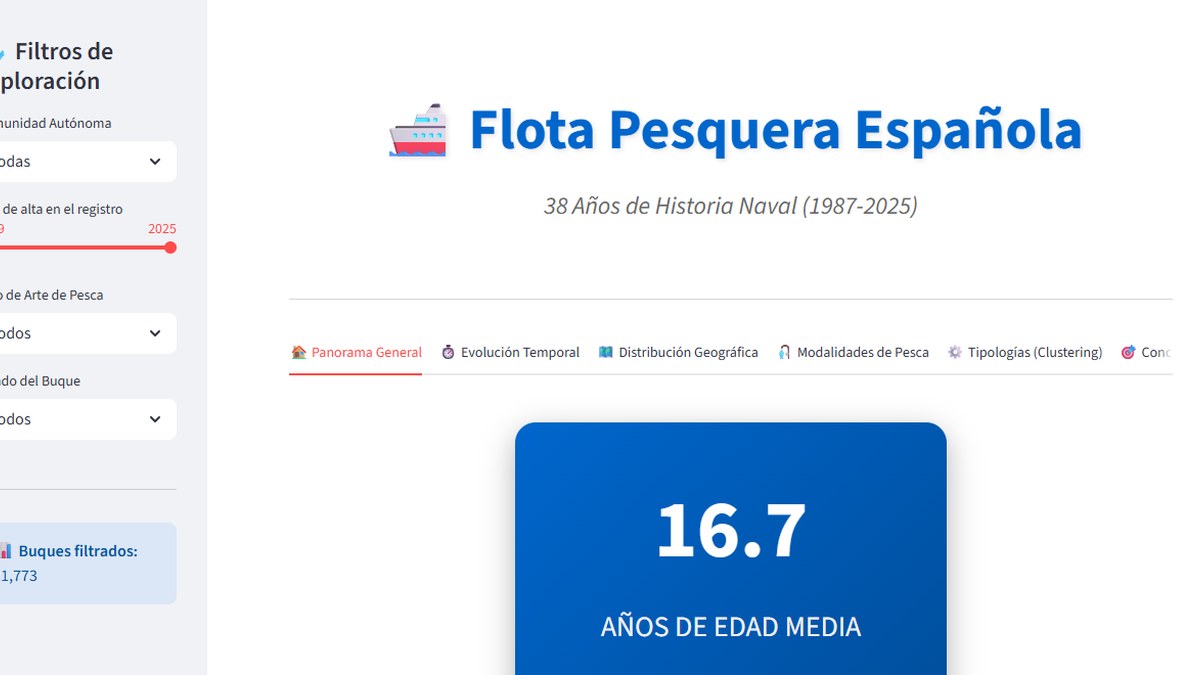 Filtros de
ploración
munidad Autónoma
odas
de alta en el registro
9 2025
o de Arte de Pesca
odos
do del Buque
odos
Buques filtrados:
1,773
Flota Pesquera Española
38 Años de Historia Naval (1987-2025)
Panorama General Evolución Temporal Distribución Geográfica Modalidades de Pesca Tipologías (Clustering) Conc
16.7
AÑOS DE EDAD MEDIA